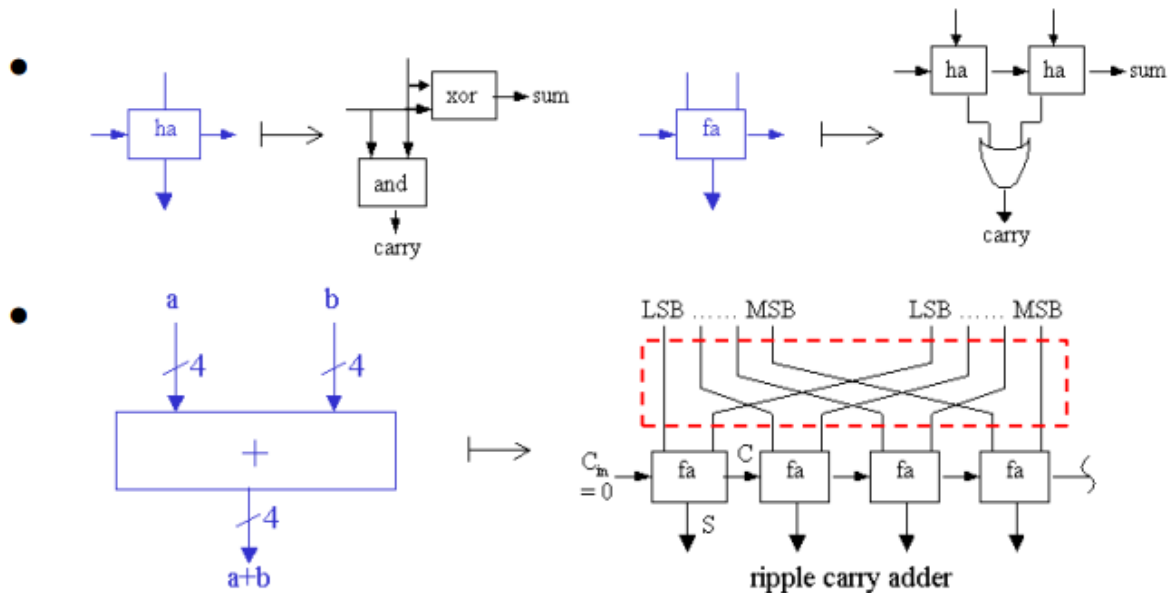 ha
xor
sum
and
carry
fa
ha
ha
sum
carry
a
b
4
4
+
4
a+b
LSB ...... MSB
LSB ...... MSB
C_in = 0
fa
C
fa
fa
fa
S
ripple carry adder